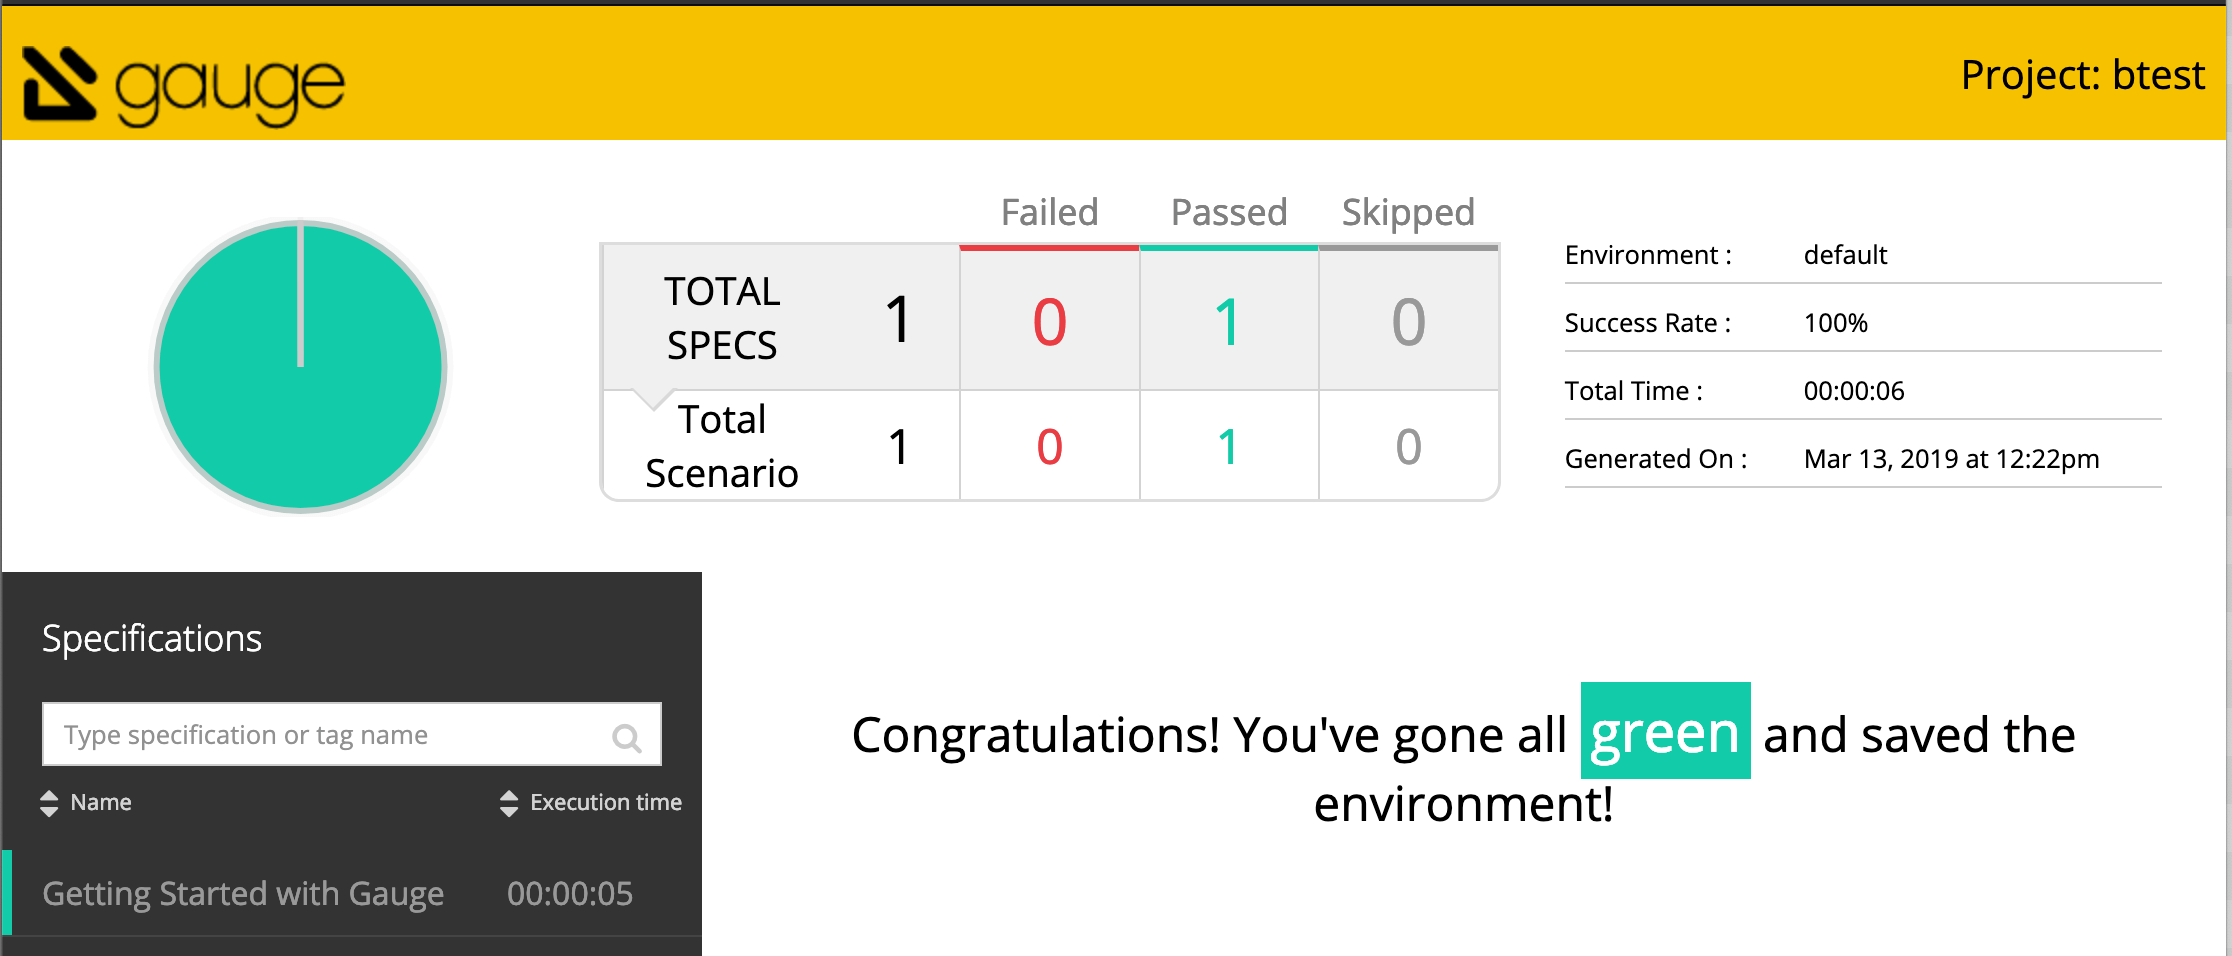 gauge
Project: btest
Failed Passed Skipped
TOTAL
SPECS 1 0 1 0
Total
Scenario 1 0 1 0
Environment : default
Success Rate : 100%
Total Time : 00:00:06
Generated On : Mar 13, 2019 at 12:22pm
Specifications
Type specification or tag name
Name Execution time
Getting Started with Gauge 00:00:05
Congratulations! You've gone all green and saved the
environment!